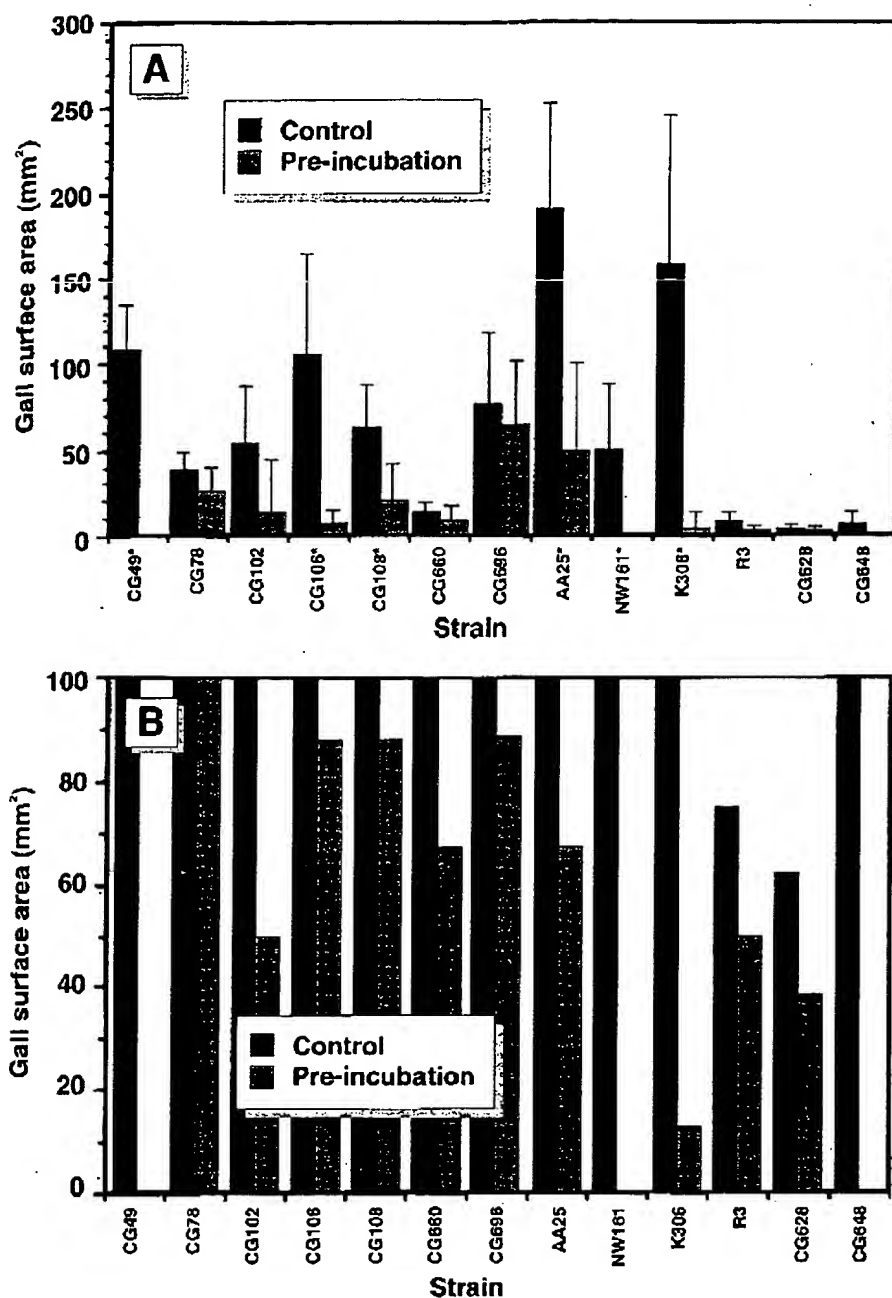 A
Control
Pre-incubation
Gall surface area (mm²)
300
250
200
150
100
50
0
CG49*
CG78
CG102
CG106*
CG108*
CG660
CG696
AA25*
NW161*
K306*
R3
CG628
CG648
Strain
B
Control
Pre-incubation
Gall surface area (mm²)
100
80
60
40
20
0
CG49
CG78
CG102
CG106
CG108
CG660
CG696
AA25
NW161
K306
R3
CG628
CG648
Strain